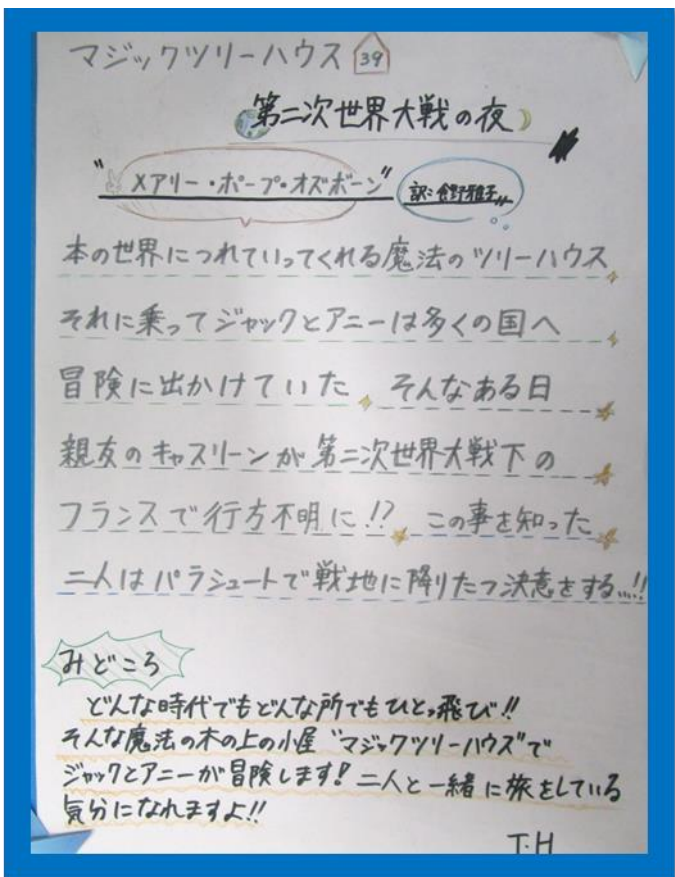 マジックツリーハウス 39
第二次世界大戦の夜
"メアリー・ポープ・オズボーン"
訳:食野雅子
本の世界につれていってくれる魔法のツリーハウス
それに乗ってジャックとアニーは多くの国へ
冒険に出かけていた そんなある日
親友のキャスリーンが第二次世界大戦下の
フランスで行方不明に!? この事を知った
二人はパラシュートで戦地に降りたつ決意をする...!!
みどころ
どんな時代でもどんな所でもひとっ飛び!!
そんな魔法の木の上の小屋"マジックツリーハウス"で
ジャックとアニーが冒険します!二人と一緒に旅をしている
気分になれますよ!!
T・H